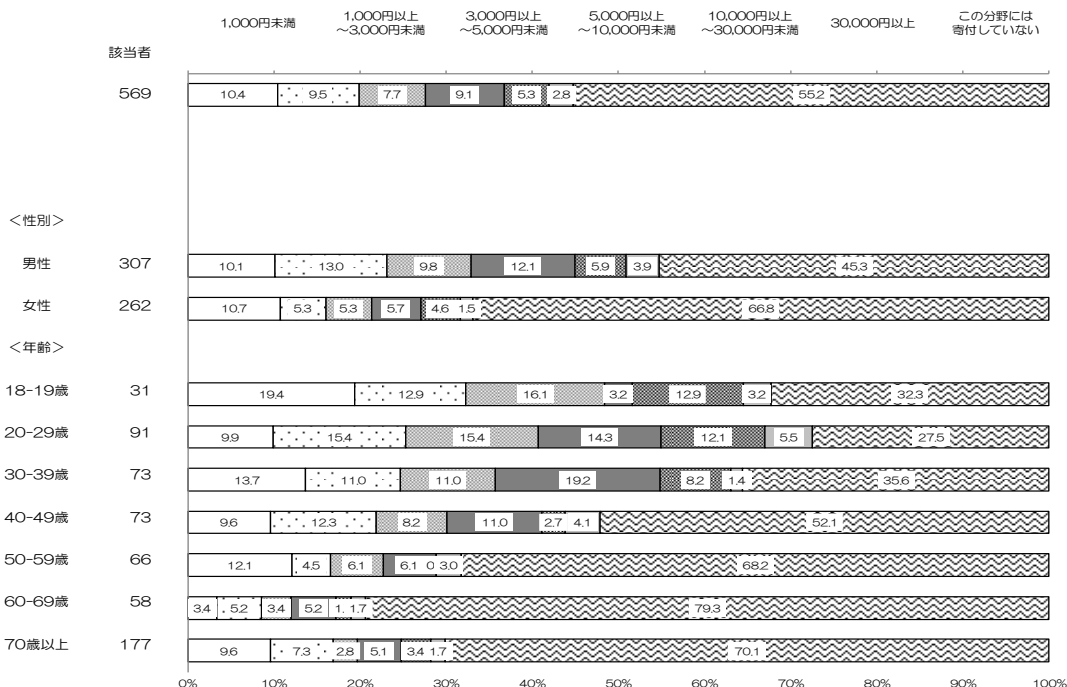 1,000円未満
1,000円以上
～3,000円未満
3,000円以上
～5,000円未満
5,000円以上
～10,000円未満
10,000円以上
～30,000円未満
30,000円以上
この分野には
寄付していない
該当者
569 10.4 9.5 7.7 9.1 5.3 2.8 55.2
＜性別＞
男性 307 10.1 13.0 9.8 12.1 5.9 3.9 45.3
女性 262 10.7 5.3 5.3 5.7 4.6 1.5 66.8
＜年齢＞
18-19歳 31 19.4 12.9 16.1 3.2 12.9 3.2 32.3
20-29歳 91 9.9 15.4 15.4 14.3 12.1 5.5 27.5
30-39歳 73 13.7 11.0 11.0 19.2 8.2 1.4 35.6
40-49歳 73 9.6 12.3 8.2 11.0 2.7 4.1 52.1
50-59歳 66 12.1 4.5 6.1 6.1 0 3.0 68.2
60-69歳 58 3.4 5.2 3.4 5.2 1. 1.7 79.3
70歳以上 177 9.6 7.3 2.8 5.1 3.4 1.7 70.1
0% 10% 20% 30% 40% 50% 60% 70% 80% 90% 100%